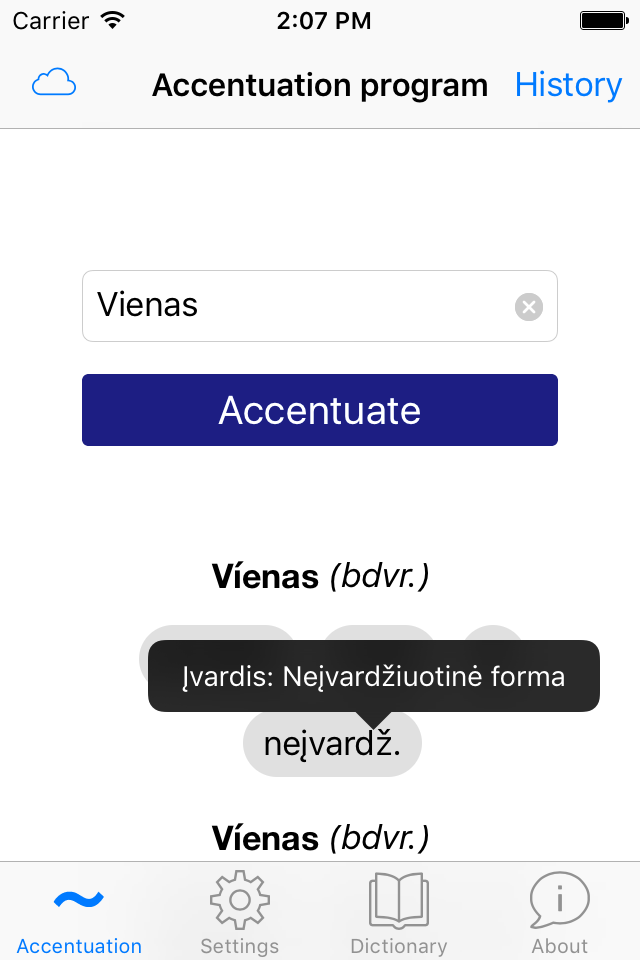 Carrier 2:07 PM
Accentuation program History
Vienas
Accentuate
Víenas (bdvr.)
Įvardis: Neįvardžiuotinė forma
neįvardž.
Víenas (bdvr.)
Accentuation Settings Dictionary About